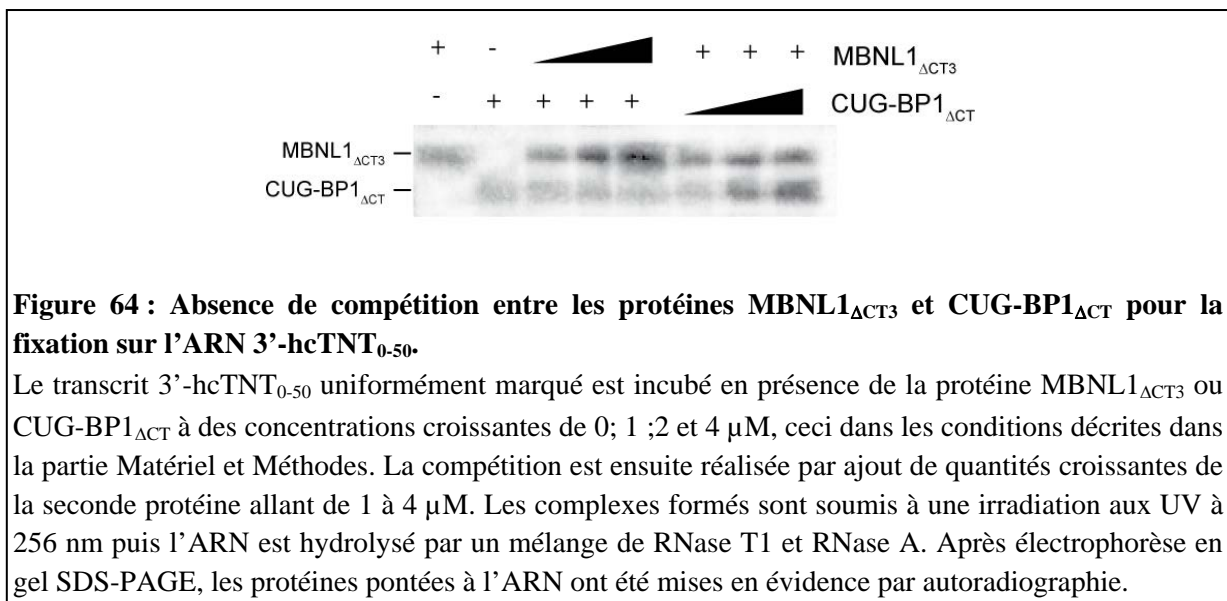 + - + + + MBNL1ΔCT3
- + + + + CUG-BP1ΔCT
MBNL1ΔCT3 –
CUG-BP1ΔCT –
Figure 64 : Absence de compétition entre les protéines MBNL1ΔCT3 et CUG-BP1ΔCT pour la
fixation sur l’ARN 3’-hcTNT0-50.
Le transcrit 3’-hcTNT0-50 uniformément marqué est incubé en présence de la protéine MBNL1ΔCT3 ou
CUG-BP1ΔCT à des concentrations croissantes de 0; 1 ;2 et 4 µM, ceci dans les conditions décrites dans
la partie Matériel et Méthodes. La compétition est ensuite réalisée par ajout de quantités croissantes de
la seconde protéine allant de 1 à 4 µM. Les complexes formés sont soumis à une irradiation aux UV à
256 nm puis l’ARN est hydrolysé par un mélange de RNase T1 et RNase A. Après électrophorèse en
gel SDS-PAGE, les protéines pontées à l’ARN ont été mises en évidence par autoradiographie.